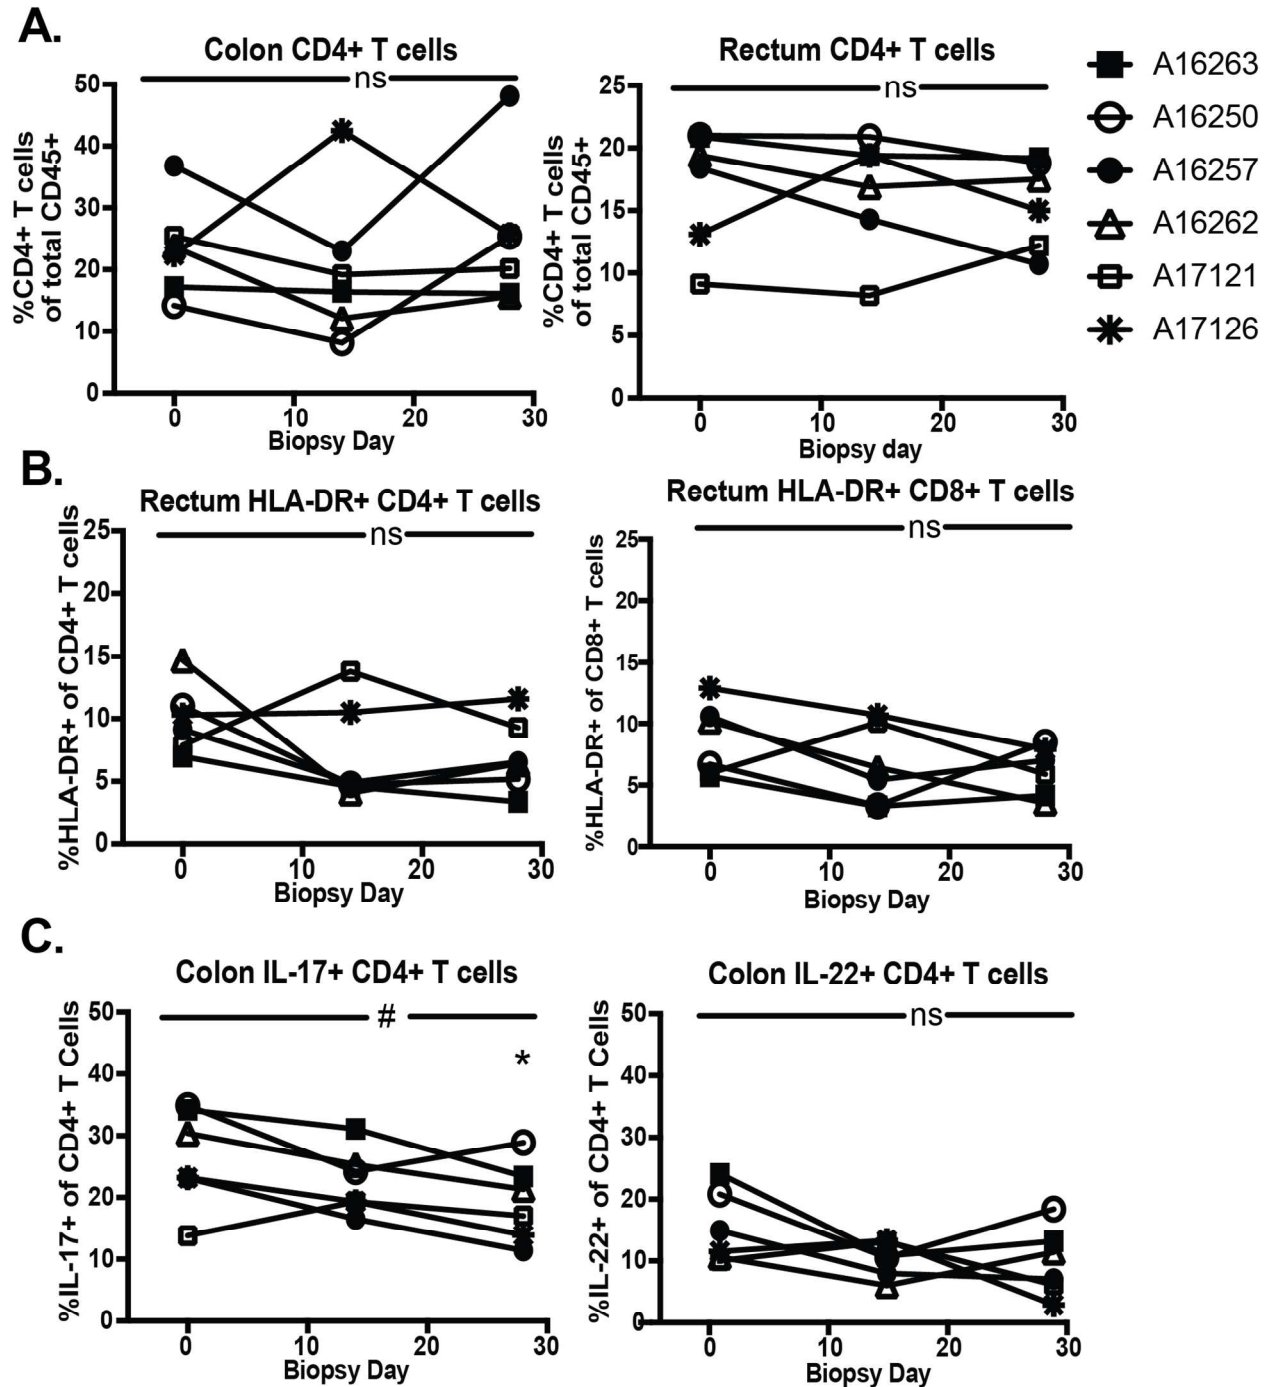 A.
Colon CD4+ T cells
ns
%CD4+ T cells
of total CD45+
50
40
30
20
10
0
0 10 20 30
Biopsy Day
Rectum CD4+ T cells
ns
%CD4+ T cells
of total CD45+
25
20
15
10
5
0
0 10 20 30
Biopsy day
A16263
A16250
A16257
A16262
A17121
A17126
B.
Rectum HLA-DR+ CD4+ T cells
ns
%HLA-DR+ of CD4+ T cells
25
20
15
10
5
0
0 10 20 30
Biopsy Day
Rectum HLA-DR+ CD8+ T cells
ns
%HLA-DR+ of CD8+ T cells
25
20
15
10
5
0
0 10 20 30
Biopsy Day
C.
Colon IL-17+ CD4+ T cells
#
*
%IL-17+ of CD4+ T Cells
50
40
30
20
10
0
0 10 20 30
Biopsy Day
Colon IL-22+ CD4+ T cells
ns
%IL-22+ of CD4+ T Cells
50
40
30
20
10
0
0 10 20 30
Biopsy Day